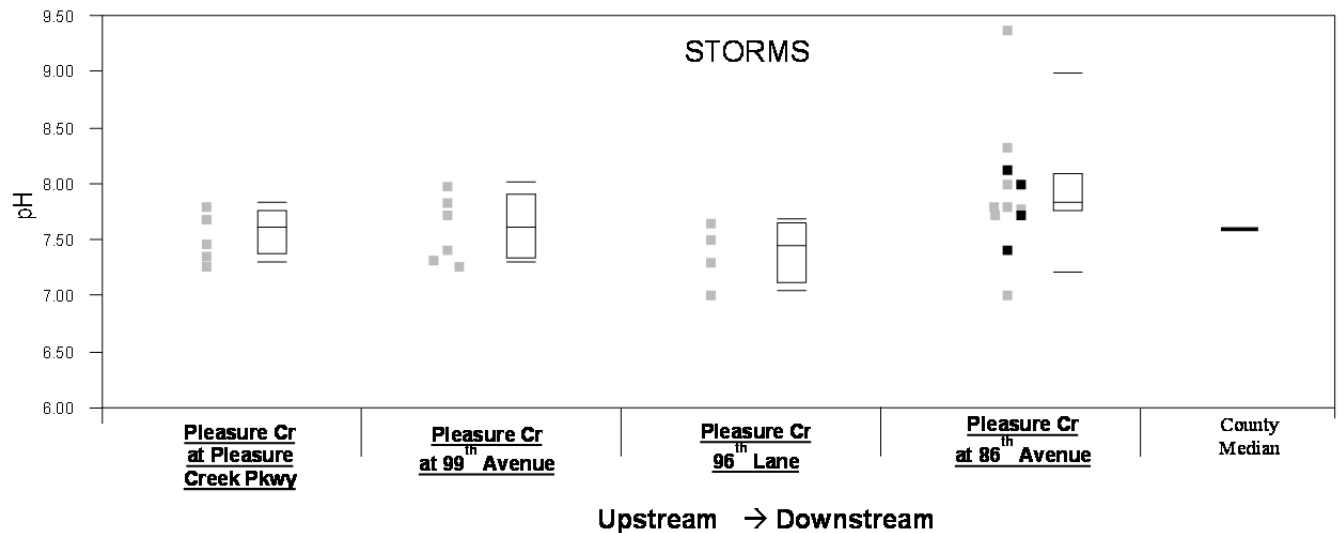 STORMS
pH
9.50
9.00
8.50
8.00
7.50
7.00
6.50
6.00
Pleasure Cr
at Pleasure
Creek Pkwy
Pleasure Cr
at 99th Avenue
Pleasure Cr
96th Lane
Pleasure Cr
at 86th Avenue
County
Median
Upstream → Downstream